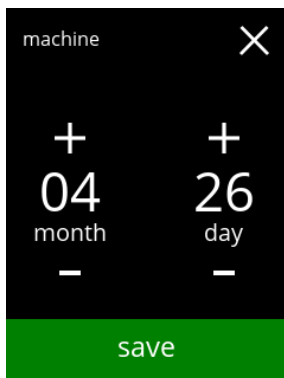 machine
+ +
04 26
month day
- -
save